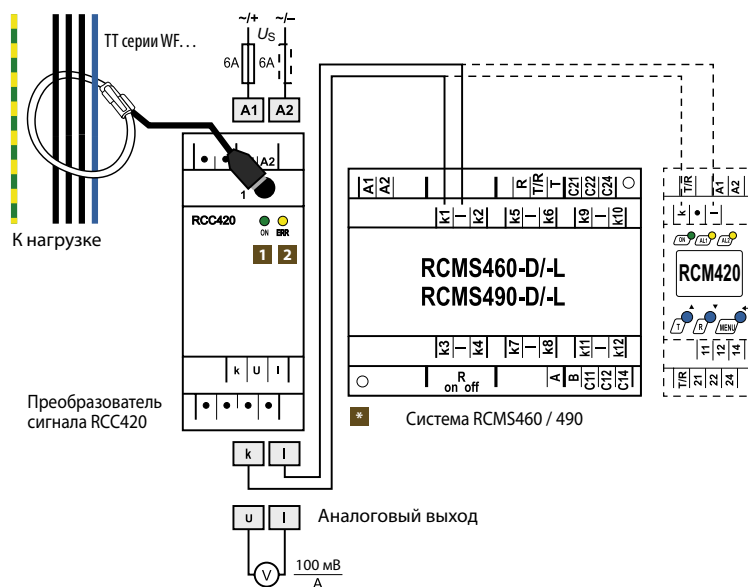 ~/+ ~/–
ТТ серии WF…
US
6A 6A
A1 A2
A2
1
RCC420
ON ERR
1 2
К нагрузке
k U l
Преобразователь
сигнала RCC420
k l
U l
Аналоговый выход
V
100 мВ
A
A1 A2 R T/R T C21 C22 C24
k1 l k2 k5 l k6 k9 l k10
RCMS460-D/-L
RCMS490-D/-L
k3 l k4 k7 l k8 k11 l k12
R
on off
A B C11 C12 C14
* Система RCMS460 / 490
T/R A1 A2
k l
ON AL1 AL2
RCM420
T R MENU
11 12 14
T/R 21 22 24